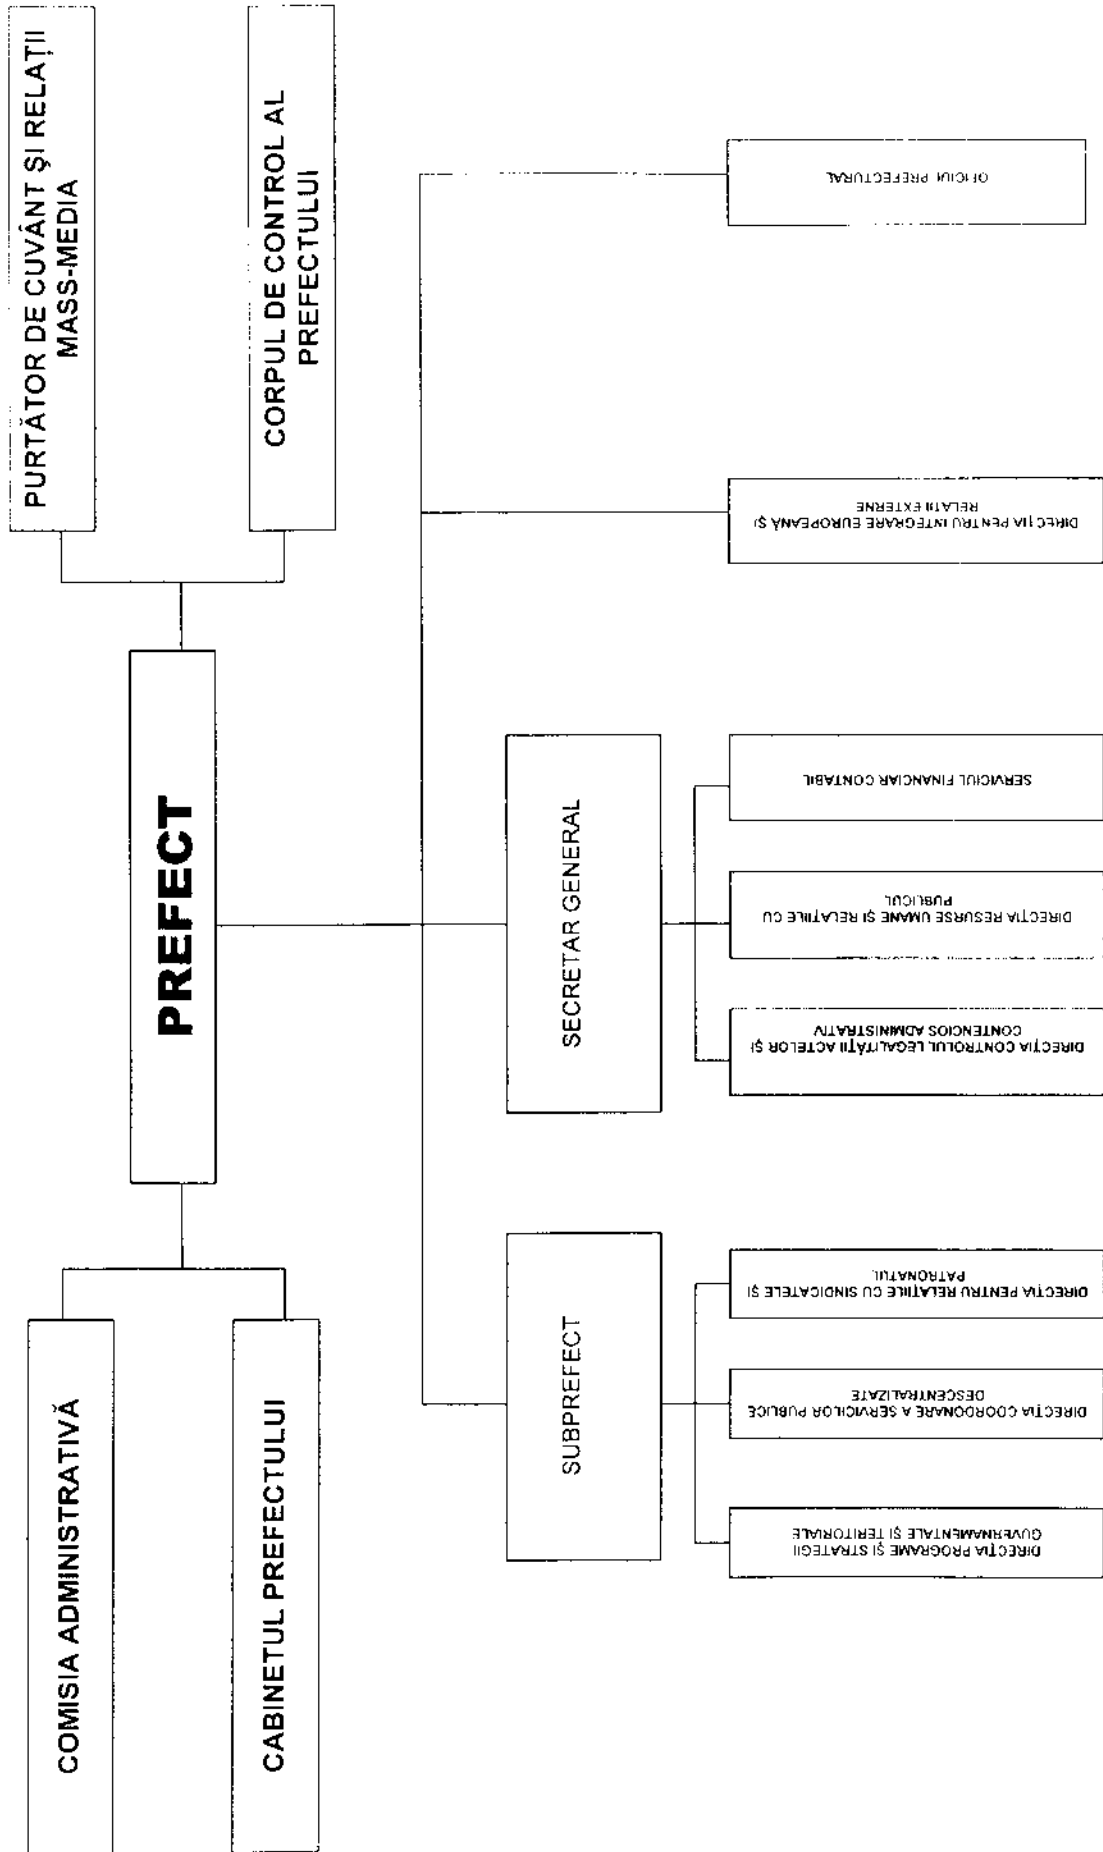 COMISIA ADMINISTRATIVĂ
CABINETUL PREFECTULUI
PREFECT
PURTĂTOR DE CUVÂNT ȘI RELAȚII
MASS-MEDIA
CORPUL DE CONTROL AL
PREFECTULUI
SUBPREFECT
SECRETAR GENERAL
DIRECȚIA PROGRAME ȘI STRATEGII
GUVERNAMENTALE ȘI TERITORIALE
DIRECȚIA COORDONARE A SERVICIILOR PUBLICE
DESCENTRALIZATE
DIRECȚIA PENTRU RELAȚIILE CU SINDICATELE ȘI
PATRONATUL
DIRECȚIA CONTROLUL LEGALITĂȚII ACTELOR ȘI
CONTENCIOS ADMINISTRATIV
DIRECȚIA RESURSE UMANE ȘI RELAȚIILE CU
PUBLICUL
SERVICIUL FINANCIAR CONTABIL
DIRECȚIA PENTRU INTEGRARE EUROPEANĂ ȘI
RELAȚII EXTERNE
OFICIUL PREFECTURAL